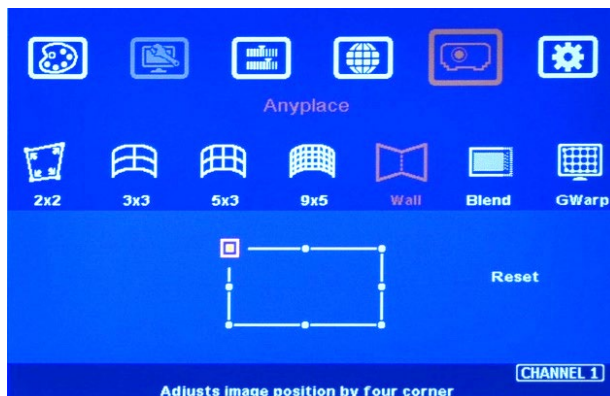 Anyplace
2x2 3x3 5x3 9x5 Wall Blend GWarp
Reset
CHANNEL 1
Adjusts image position by four corner